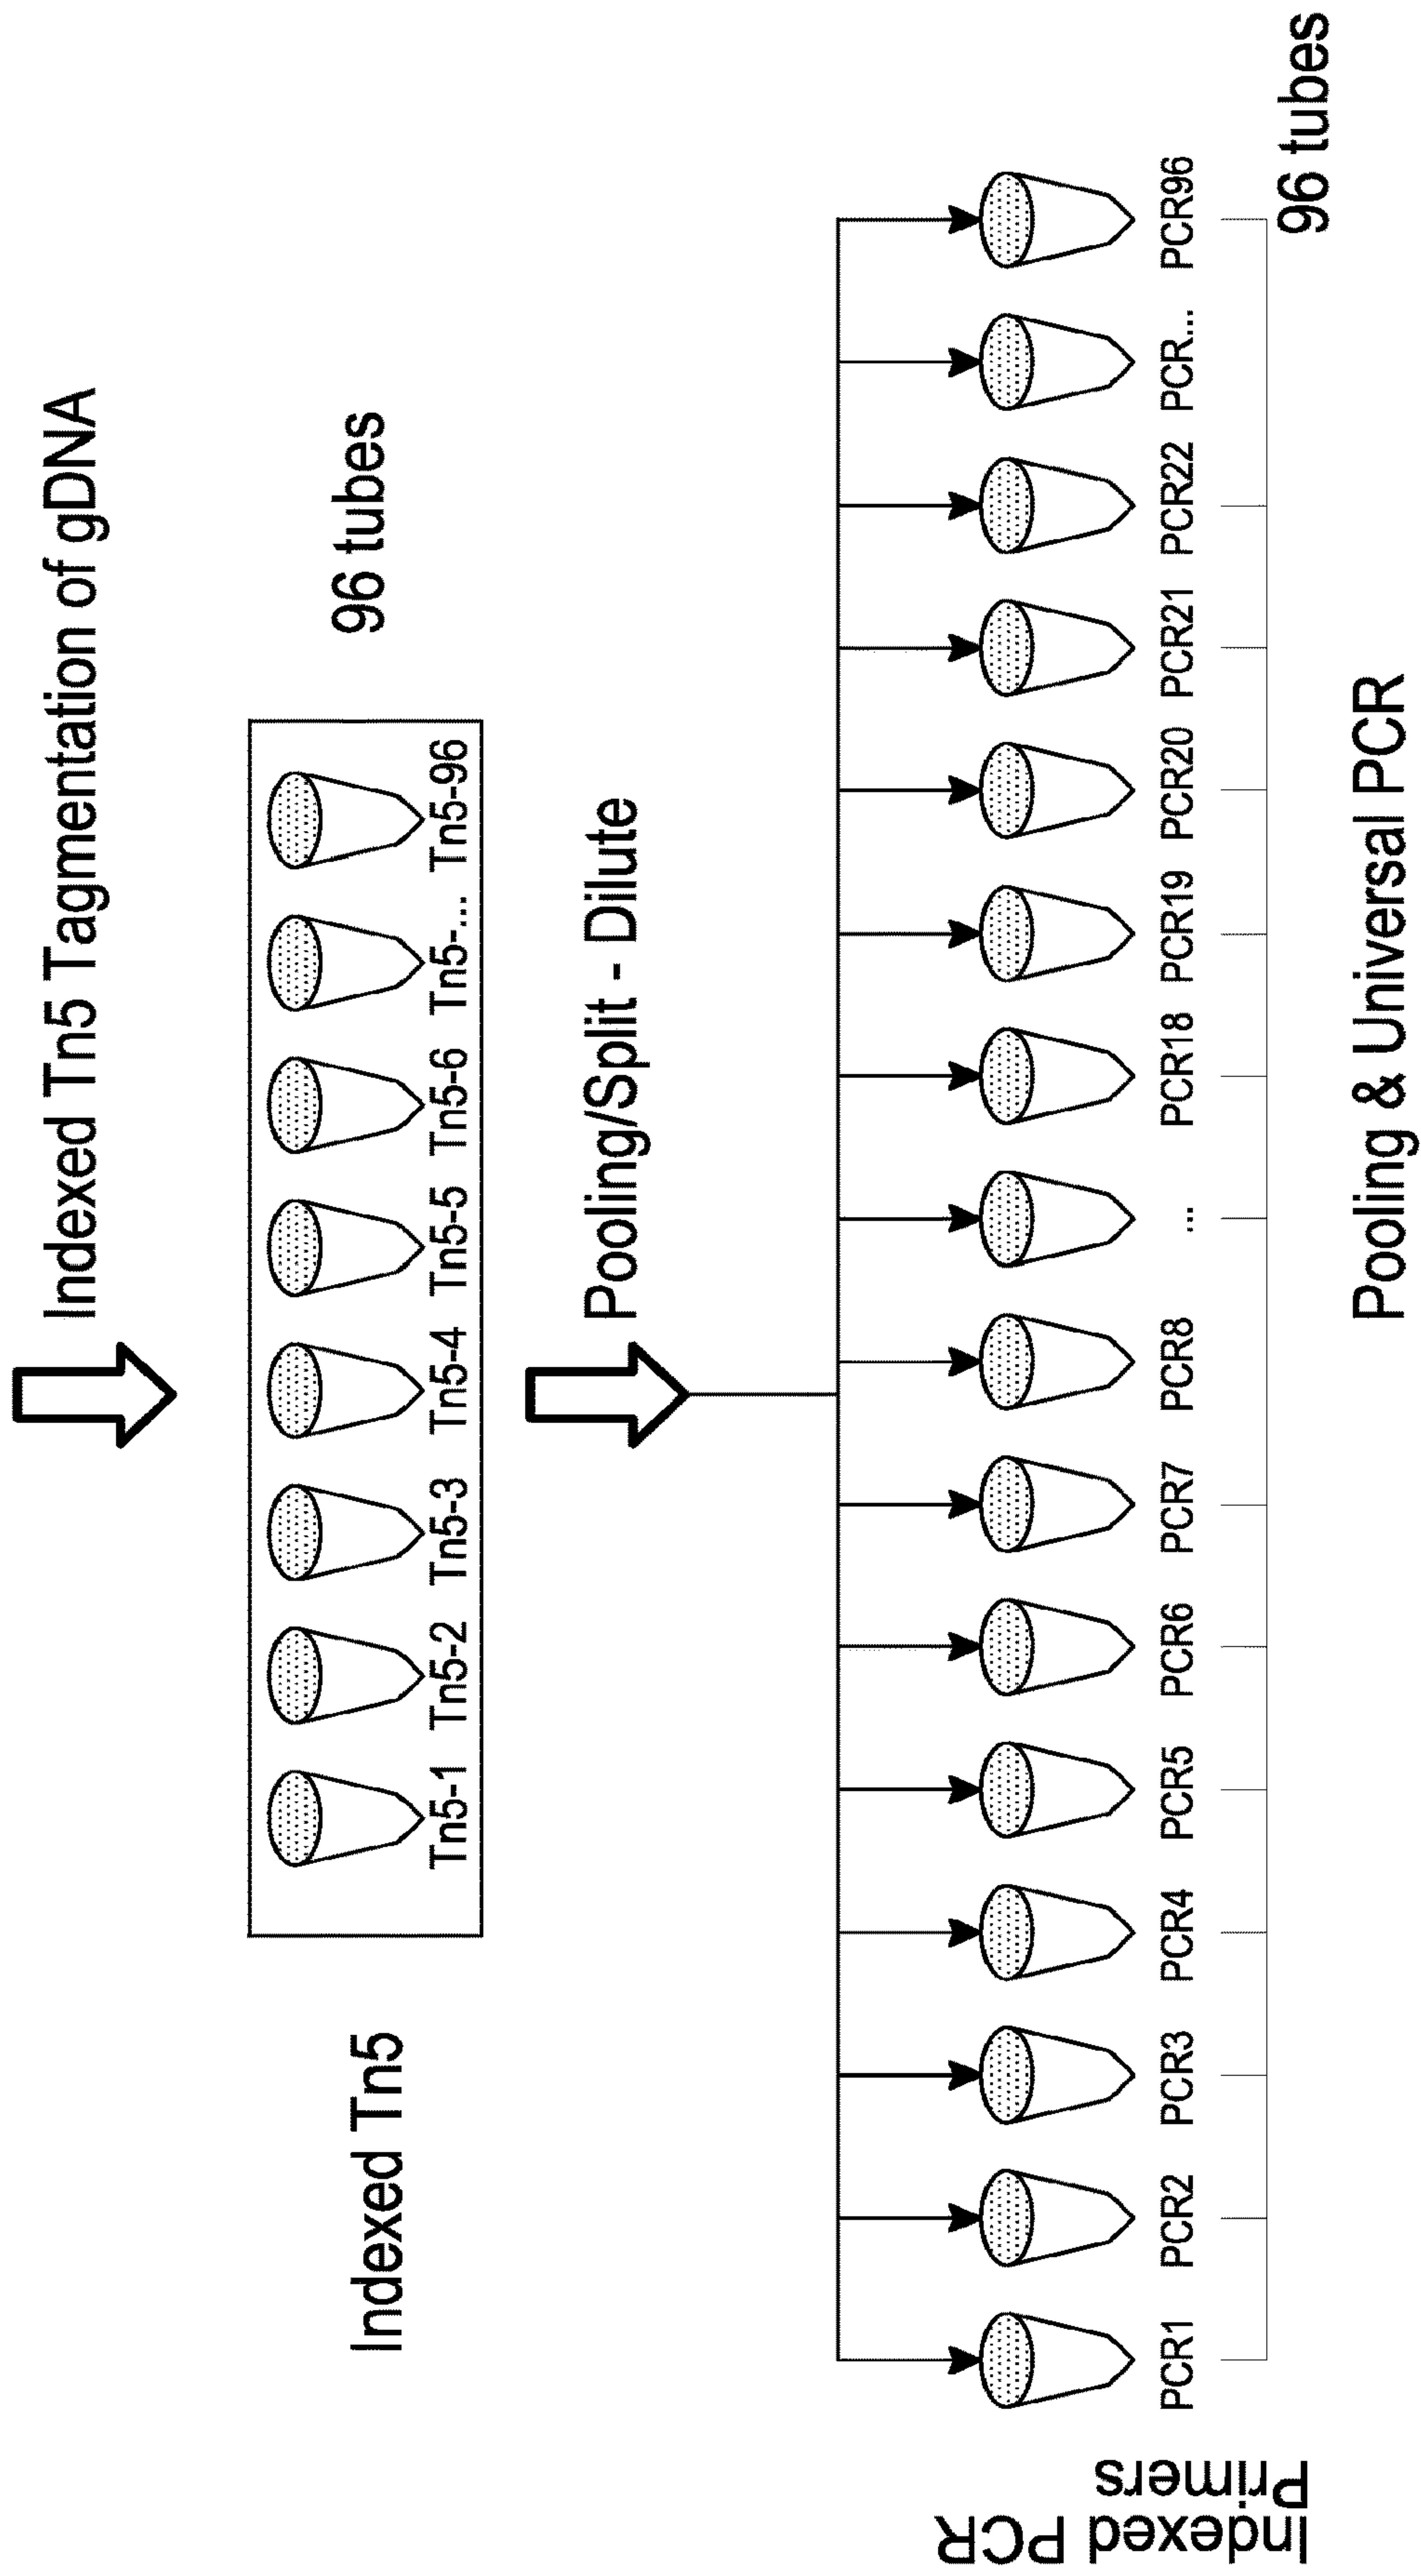 Indexed Tn5 Tagmentation of gDNA
Indexed Tn5
Tn5-1 Tn5-2 Tn5-3 Tn5-4 Tn5-5 Tn5-6 Tn5-... Tn5-96
96 tubes
Pooling/Split - Dilute
Indexed PCR
Primers
PCR1 PCR2 PCR3 PCR4 PCR5 PCR6 PCR7 PCR8 ... PCR18 PCR19 PCR20 PCR21 PCR22 PCR... PCR96
96 tubes
Pooling & Universal PCR